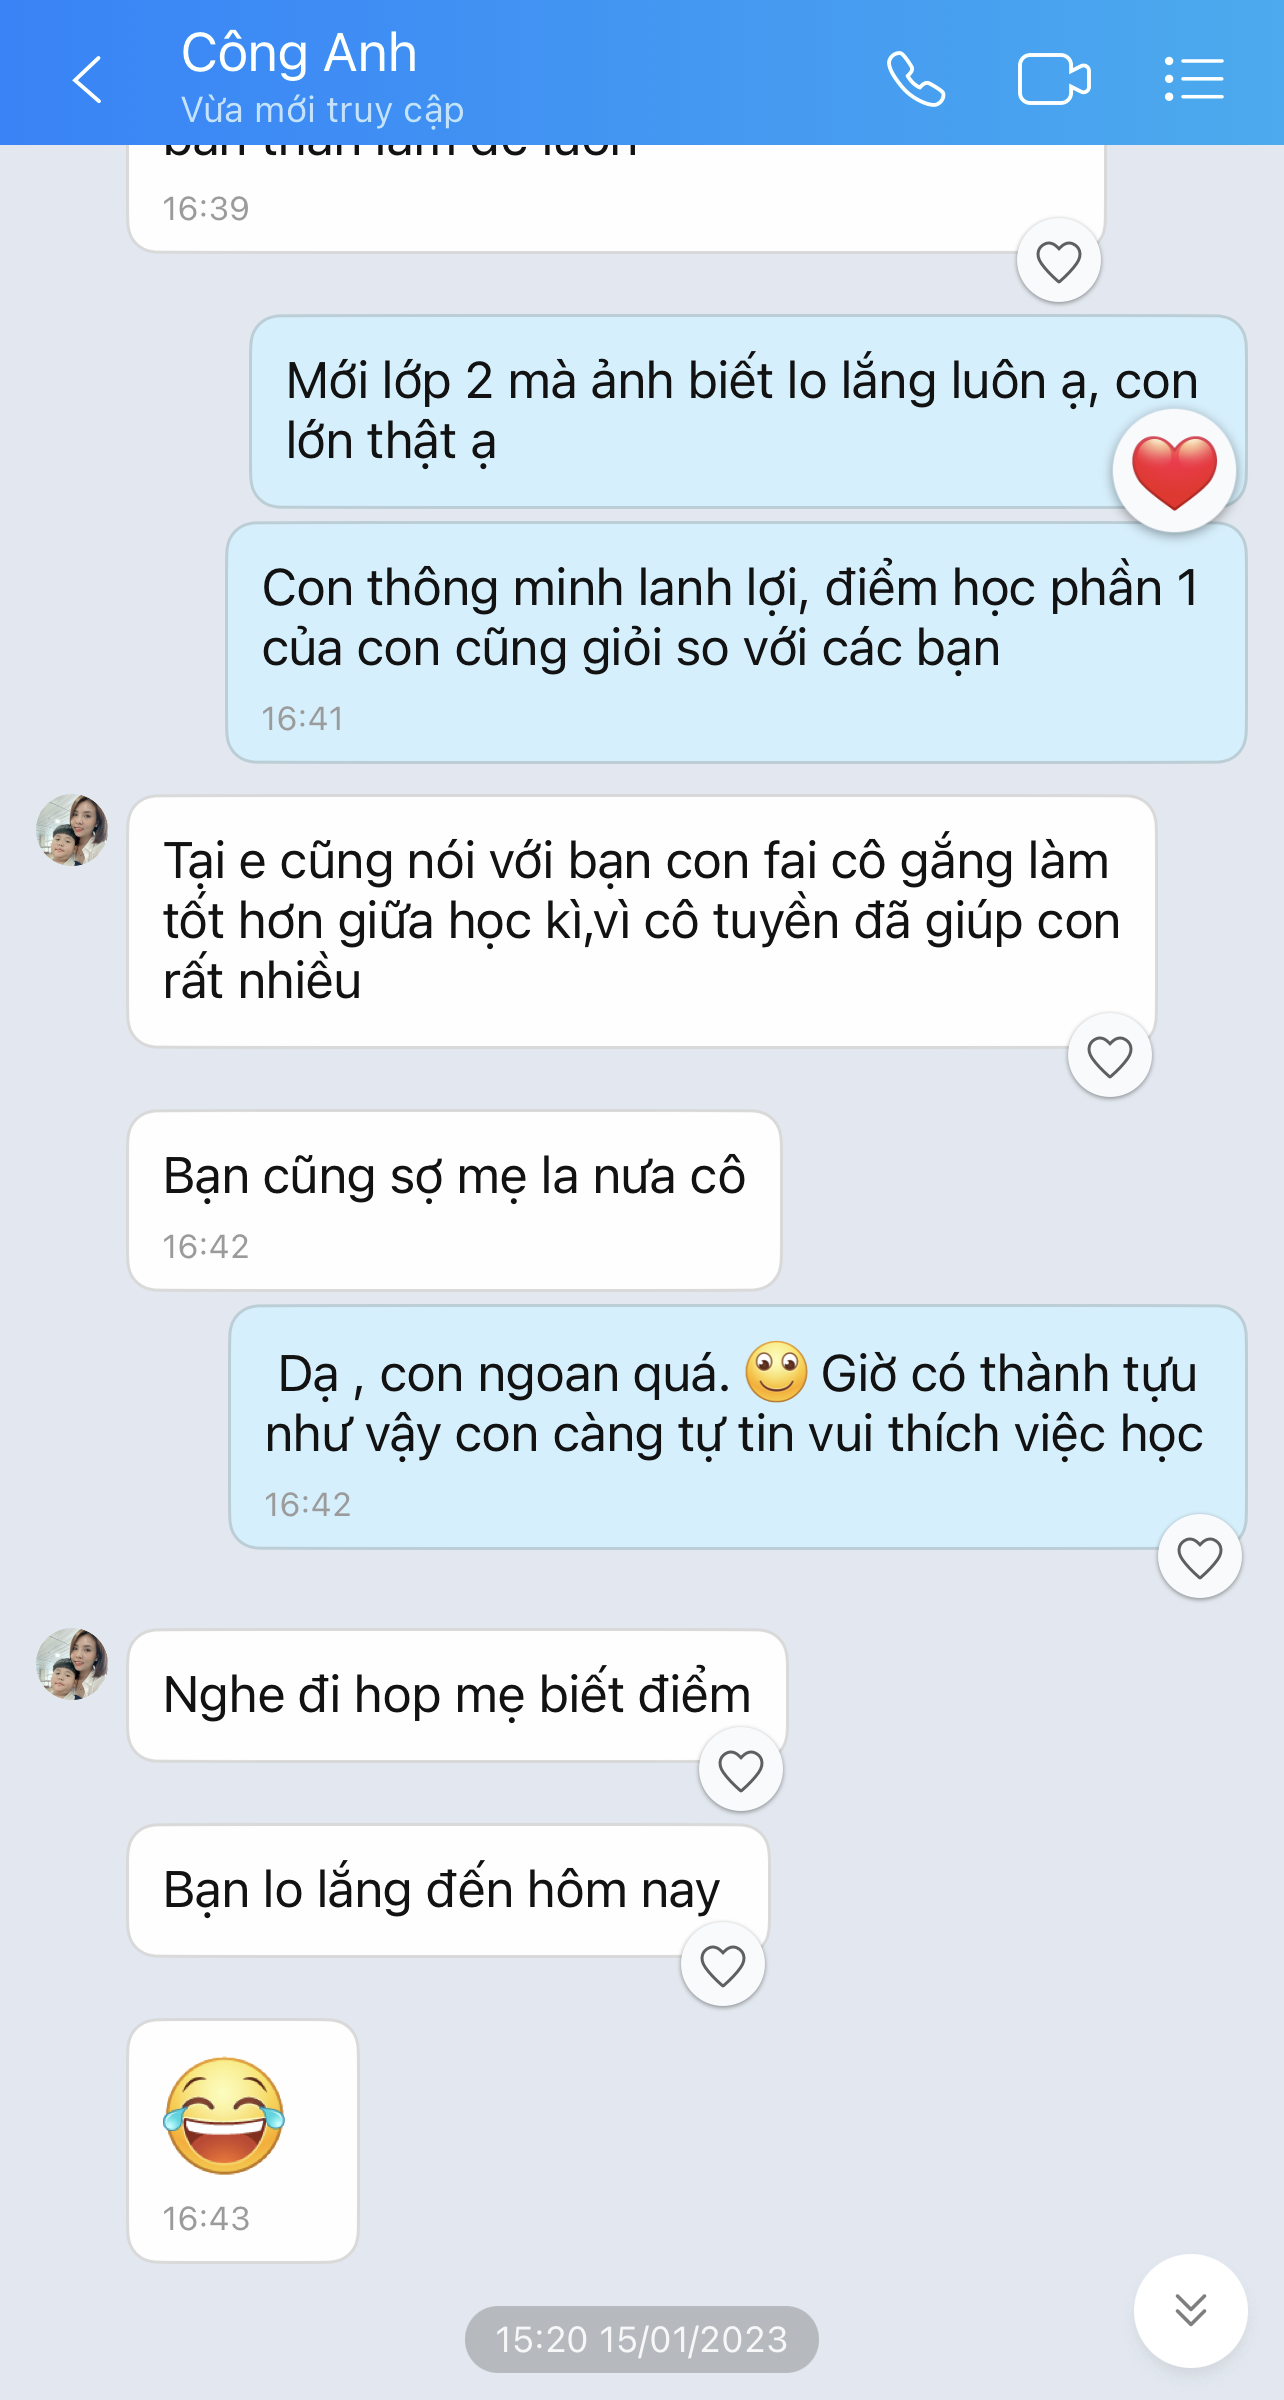 Công Anh
Vừa mới truy cập
16:39
Mới lớp 2 mà ảnh biết lo lắng luôn ạ, con
lớn thật ạ
Con thông minh lanh lợi, điểm học phần 1
của con cũng giỏi so với các bạn
16:41
Tại e cũng nói với bạn con fai cô gắng làm
tốt hơn giữa học kì,vì cô tuyền đã giúp con
rất nhiều
Bạn cũng sợ mẹ la nưa cô
16:42
Dạ , con ngoan quá. 🙂 Giờ có thành tựu
như vậy con càng tự tin vui thích việc học
16:42
Nghe đi hop mẹ biết điểm
Bạn lo lắng đến hôm nay
😂
16:43
15:20 15/01/2023